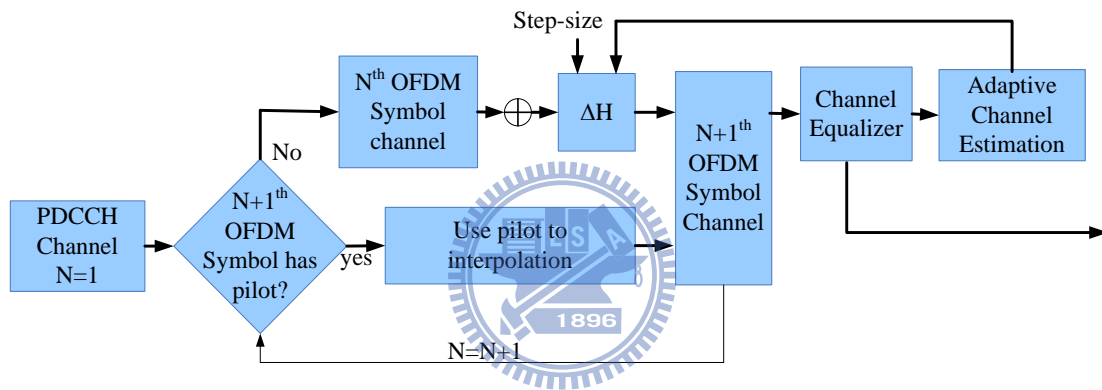 Step-size
Nth OFDM
Symbol
channel
ΔH
N+1th
OFDM
Symbol
Channel
Channel
Equalizer
Adaptive
Channel
Estimation
No
PDCCH
Channel
N=1
N+1th
OFDM
Symbol has
pilot?
yes
Use pilot to
interpolation
E S A
1896
N=N+1